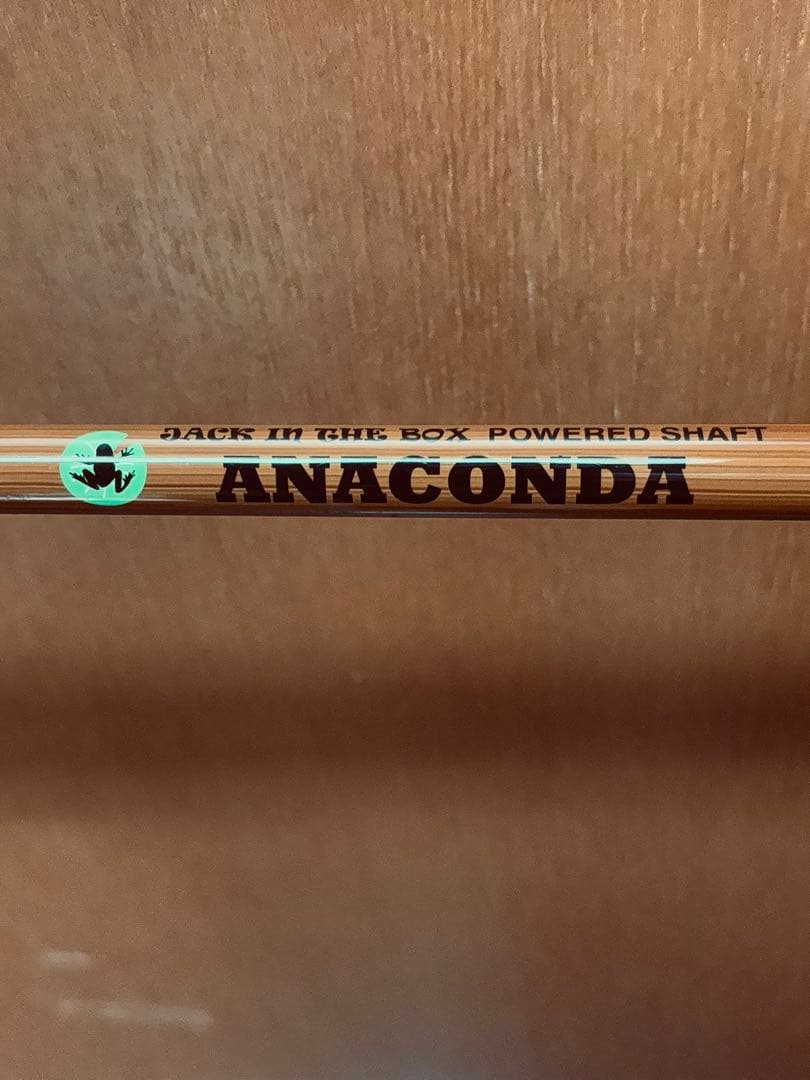 JACK IN THE BOX POWERED SHAFT
ANACONDA